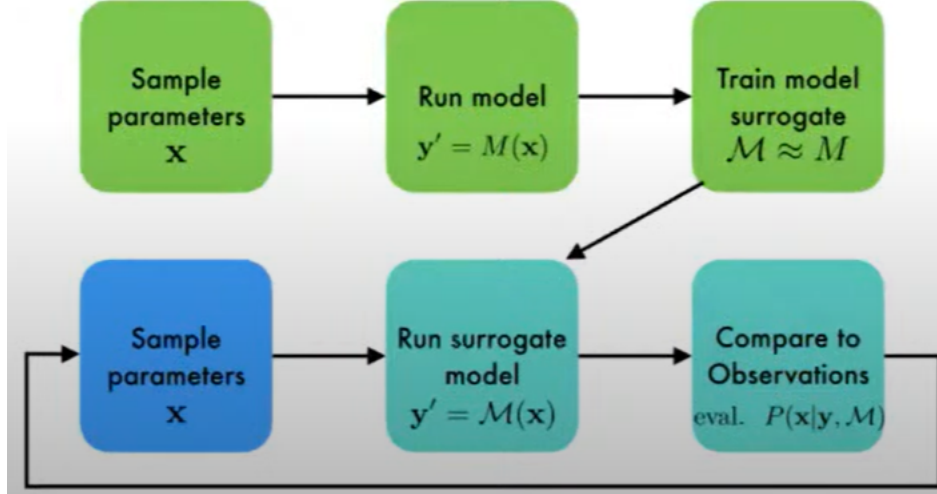 Sample
parameters
x
Run model
y′ = M(x)
Train model
surrogate
ℳ ≈ M
Sample
parameters
x
Run surrogate
model
y′ = ℳ(x)
Compare to
Observations
eval. P(x|y, ℳ)